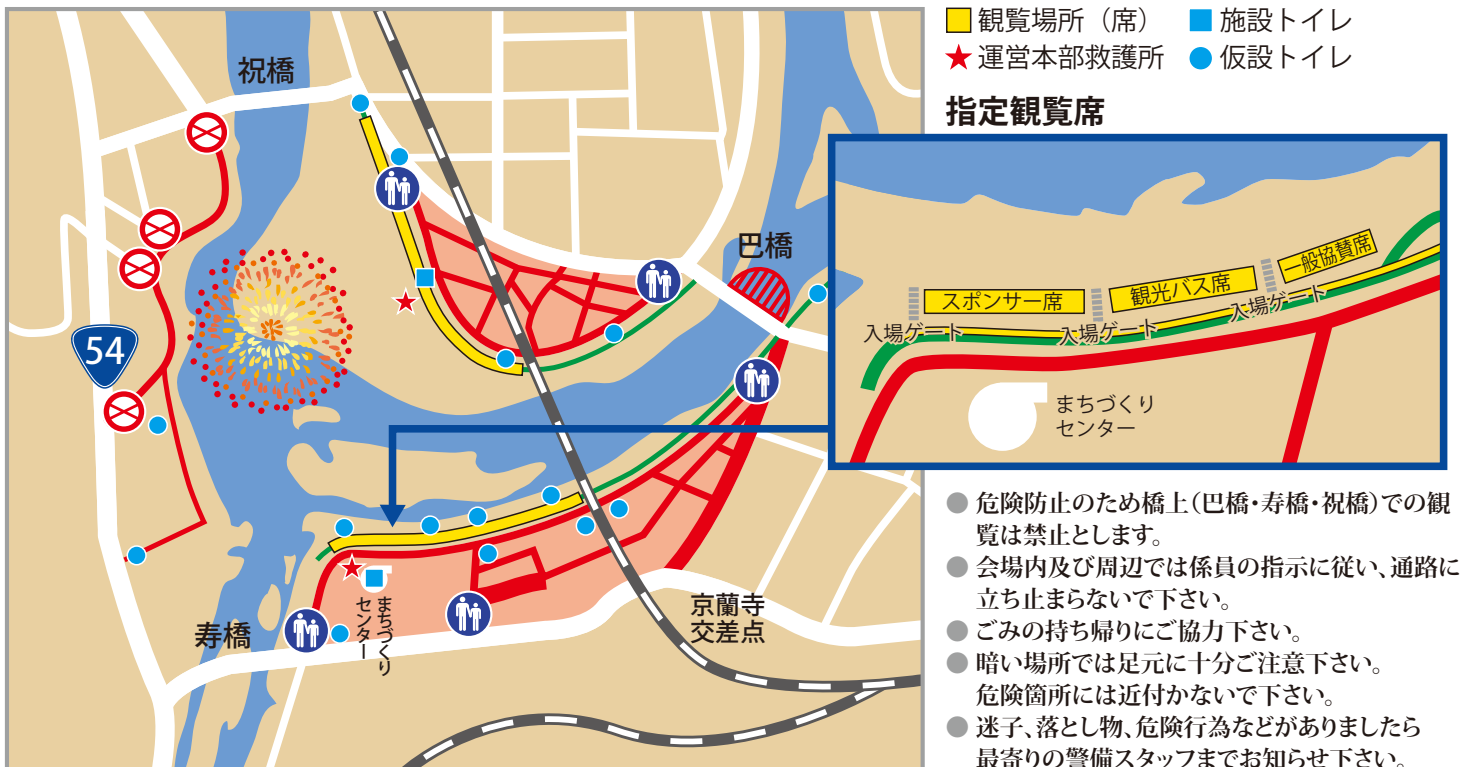 観覧場所（席）
施設トイレ
運営本部救護所
仮設トイレ
指定観覧席
スポンサー席
観光バス席
一般協賛席
入場ゲート
入場ゲート
入場ゲート
まちづくり
センター
祝橋
巴橋
54
寿橋
まちづくり
センター
京蘭寺
交差点
●危険防止のため橋上（巴橋・寿橋・祝橋）での観
覧は禁止とします。
●会場内及び周辺では係員の指示に従い、通路に
立ち止まらないで下さい。
●ごみの持ち帰りにご協力下さい。
●暗い場所では足元に十分ご注意下さい。
危険箇所には近付かないで下さい。
●迷子、落とし物、危険行為などがありましたら
最寄りの警備スタッフまでお知らせ下さい。